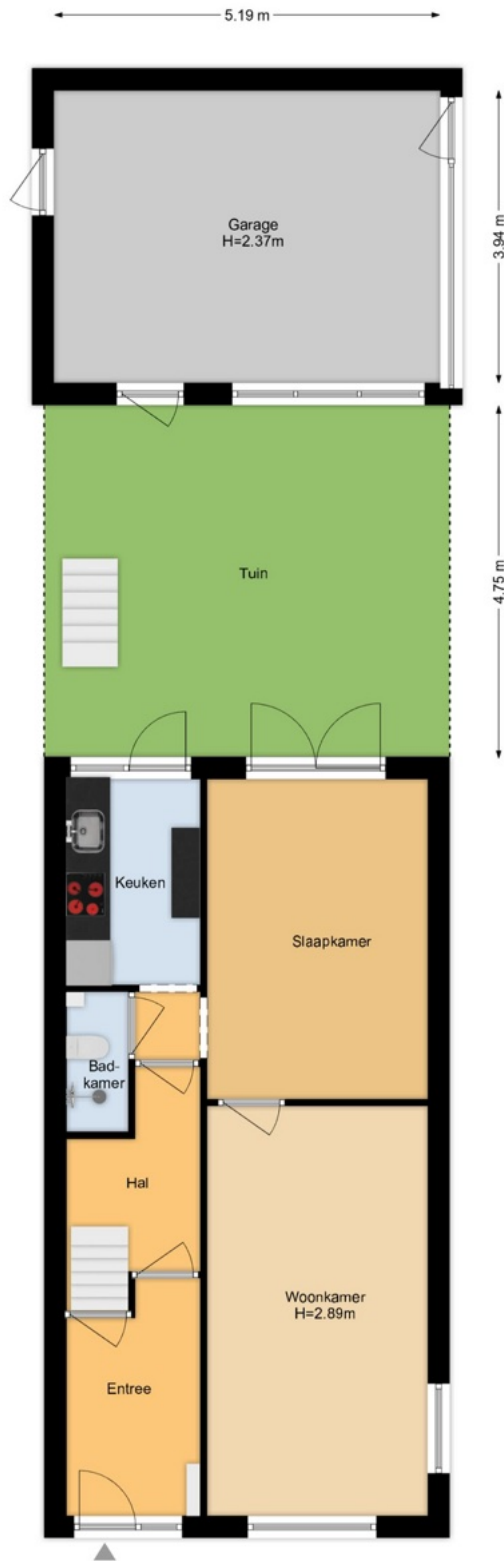 5.19 m
Garage
H=2.37m
3.94 m
Tuin
4.75 m
Keuken
Slaapkamer
Bad-
kamer
Hal
Woonkamer
H=2.89m
Entree